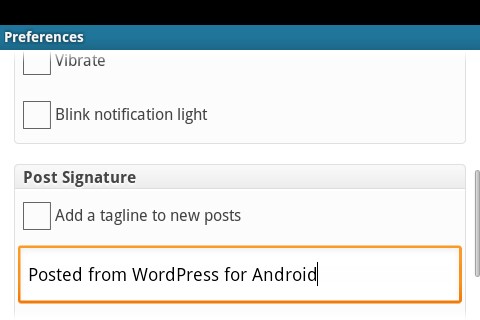 Preferences
Vibrate
Blink notification light
Post Signature
Add a tagline to new posts
Posted from WordPress for Android